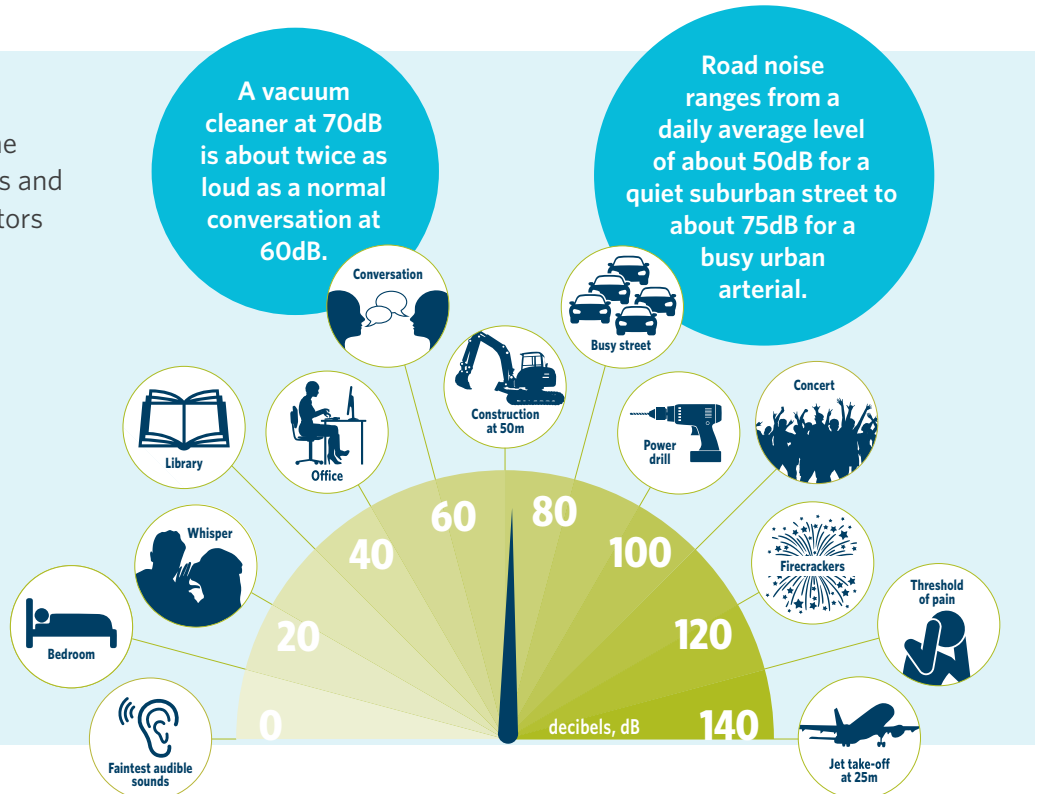 s and
tors
A vacuum
cleaner at 70dB
is about twice as
loud as a normal
conversation at
60dB.
Road noise
ranges from a
daily average level
of about 50dB for a
quiet suburban street to
about 75dB for a
busy urban
arterial.
Conversation
Busy street
Construction
at 50m
Library
Office
Power
drill
Concert
Whisper
Firecrackers
Bedroom
Threshold
of pain
Faintest audible
sounds
Jet take-off
at 25m
0
20
40
60
80
100
120
140
decibels, dB